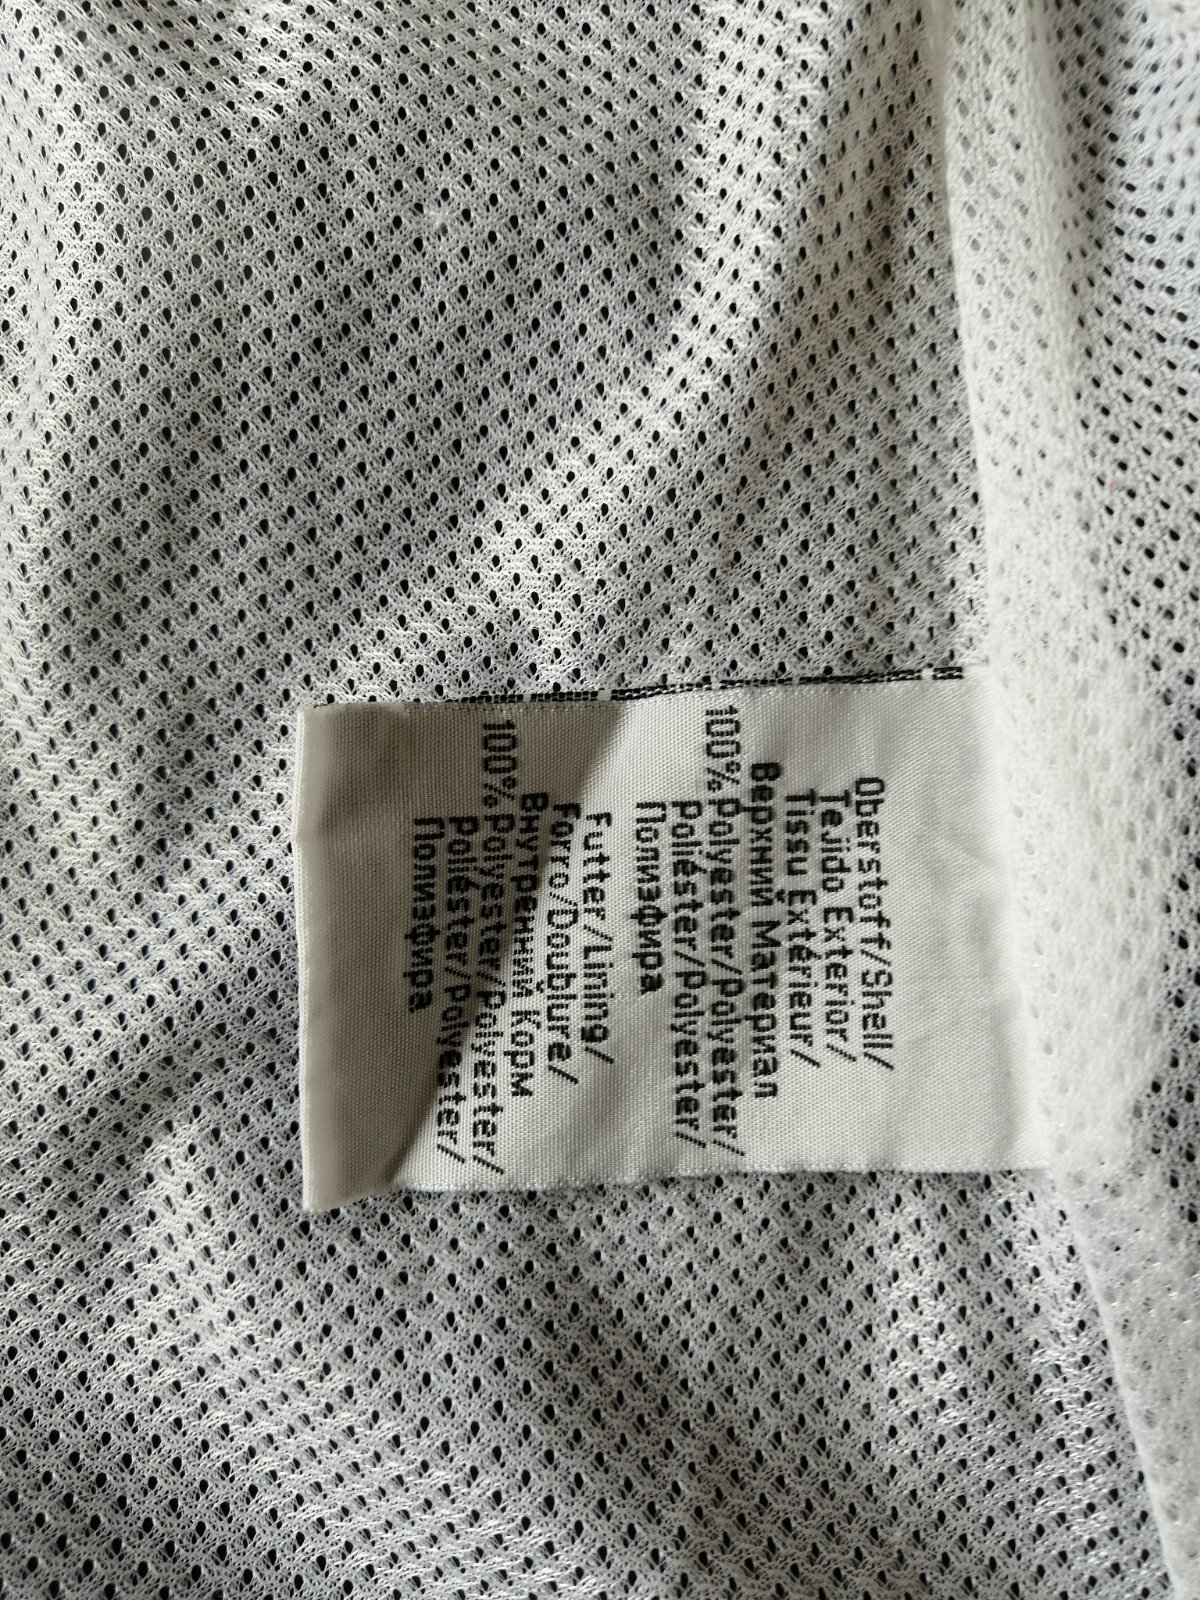 Oberstoff/Shell/
Tejido Exterior/
Tissu Extérieur/
Верхний Материал
100%Polyester/Polyester/
Poliéster/Polyester/
Полиэфира
Futter/Lining/
Forro/Doublure/
Внутренний Корм
100%Polyester/Polyester/
Poliéster/Polyester/
Полиэфира